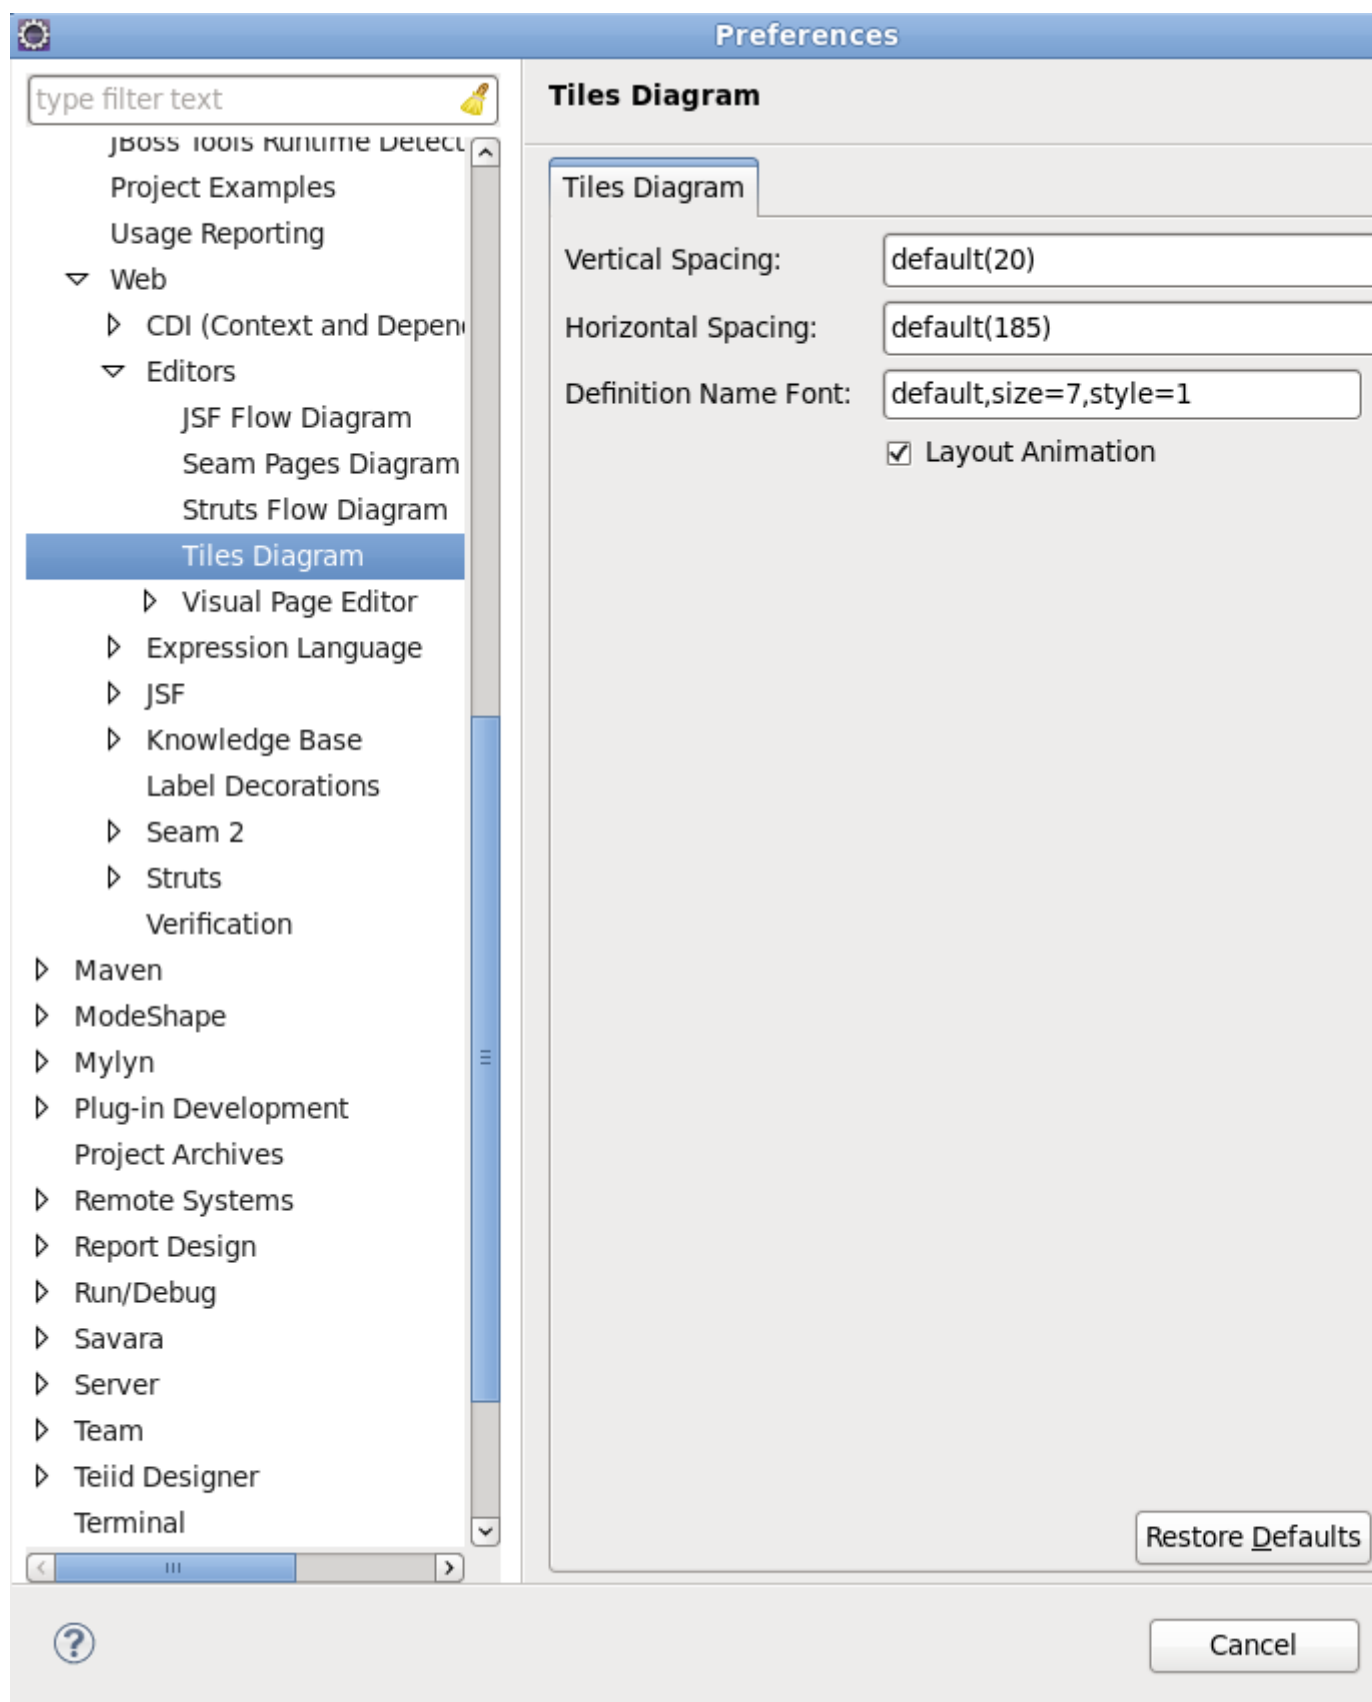 Preferences
type filter text
JBoss Tools Runtime Detect
Project Examples
Usage Reporting
Web
CDI (Context and Depen
Editors
JSF Flow Diagram
Seam Pages Diagram
Struts Flow Diagram
Tiles Diagram
Visual Page Editor
Expression Language
JSF
Knowledge Base
Label Decorations
Seam 2
Struts
Verification
Maven
ModeShape
Mylyn
Plug-in Development
Project Archives
Remote Systems
Report Design
Run/Debug
Savara
Server
Team
Teiid Designer
Terminal
Tiles Diagram
Tiles Diagram
Vertical Spacing: default(20)
Horizontal Spacing: default(185)
Definition Name Font: default,size=7,style=1
Layout Animation
Restore Defaults
Cancel